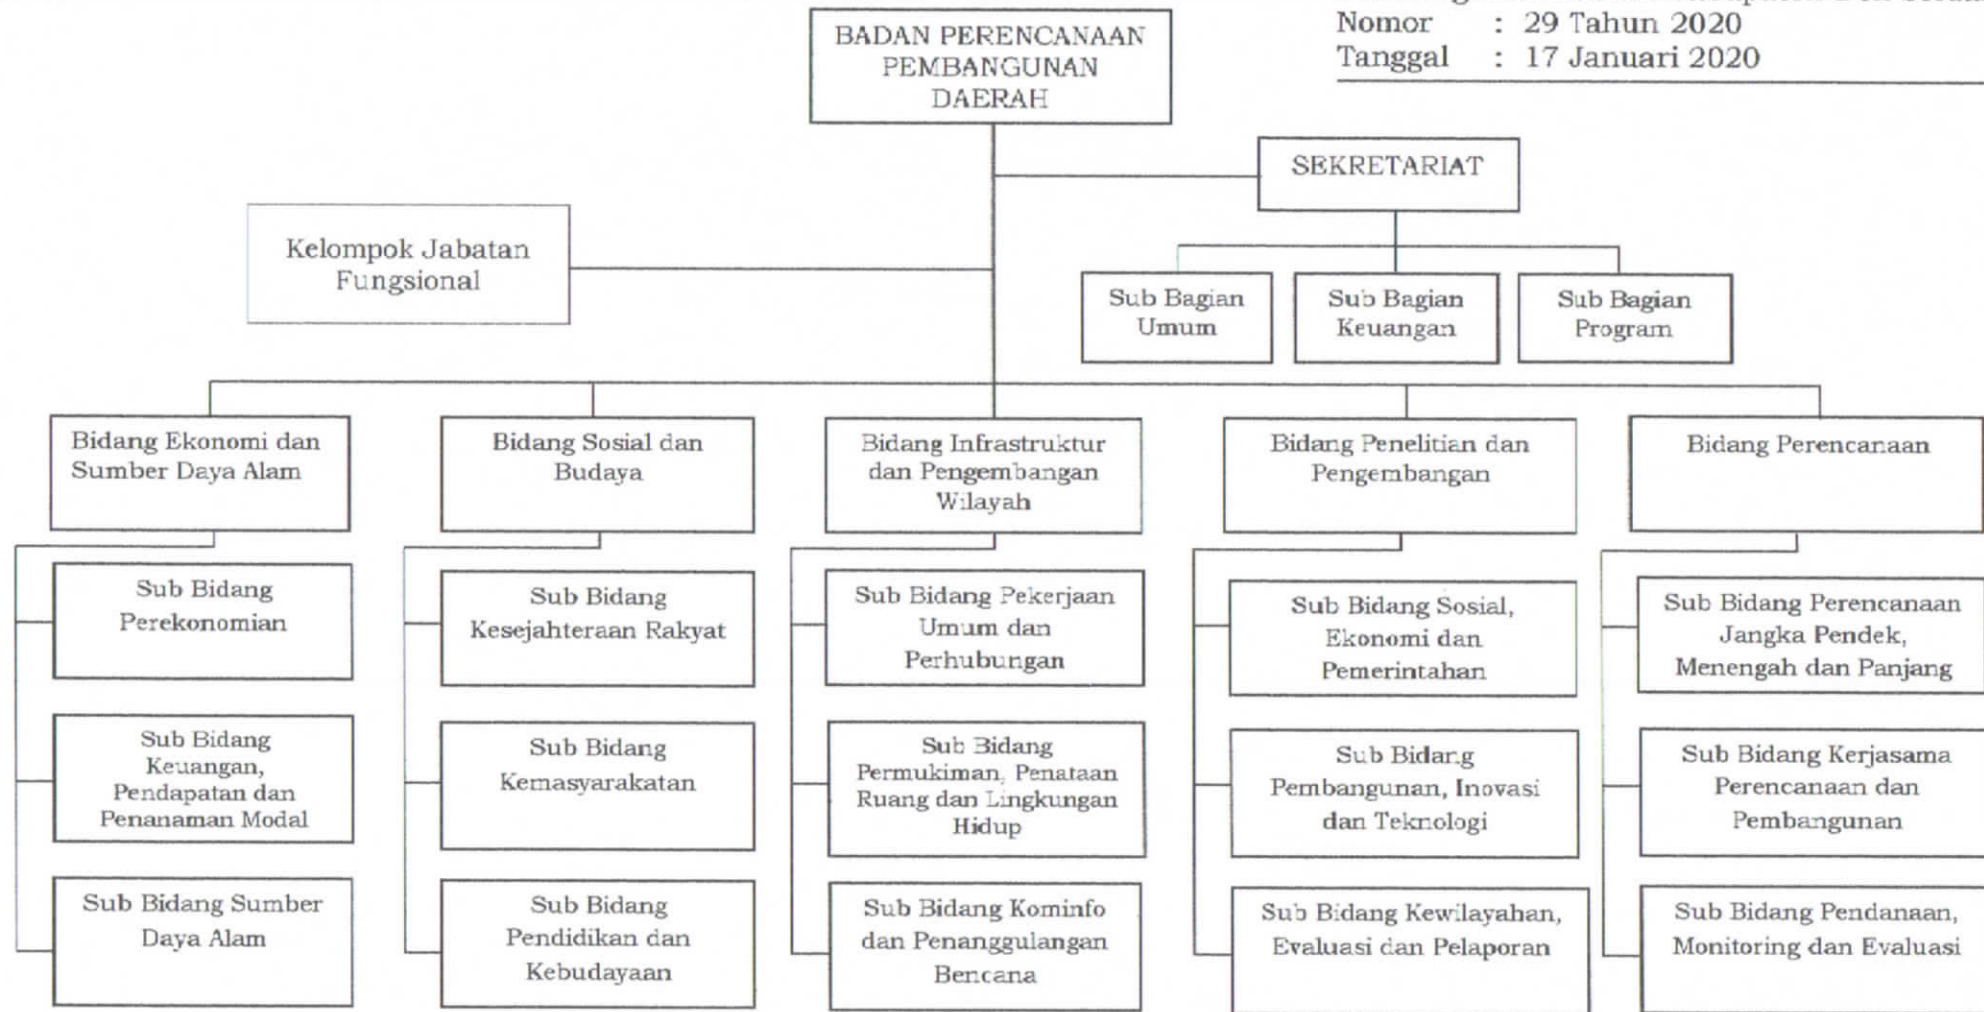 Nomor : 29 Tahun 2020
Tanggal : 17 Januari 2020
BADAN PERENCANAAN
PEMBANGUNAN
DAERAH
SEKRETARIAT
Kelompok Jabatan
Fungsional
Sub Bagian
Umum
Sub Bagian
Keuangan
Sub Bagian
Program
Bidang Ekonomi dan
Sumber Daya Alam
Sub Bidang
Perekonomian
Sub Bidang
Keuangan,
Pendapatan dan
Penanaman Modal
Sub Bidang Sumber
Daya Alam
Bidang Sosial dan
Budaya
Sub Bidang
Kesejahteraan Rakyat
Sub Bidang
Kemasyarakatan
Sub Bidang
Pendidikan dan
Kebudayaan
Bidang Infrastruktur
dan Pengembangan
Wilayah
Sub Bidang Pekerjaan
Umum dan
Perhubungan
Sub Bidang
Permukiman, Penataan
Ruang dan Lingkungan
Hidup
Sub Bidang Kominfo
dan Penanggulangan
Bencana
Bidang Penelitian dan
Pengembangan
Sub Bidang Sosial,
Ekonomi dan
Pemerintahan
Sub Bidang
Pembangunan, Inovasi
dan Teknologi
Sub Bidang Kewilayahan,
Evaluasi dan Pelaporan
Bidang Perencanaan
Sub Bidang Perencanaan
Jangka Pendek,
Menengah dan Panjang
Sub Bidang Kerjasama
Perencanaan dan
Pembangunan
Sub Bidang Pendanaan,
Monitoring dan Evaluasi